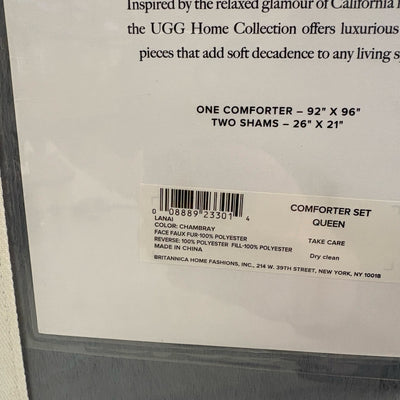 Inspired by the relaxed glamour of California
the UGG Home Collection offers luxurious
pieces that add soft decadence to any living
ONE COMFORTER – 92" X 96"
TWO SHAMS – 26" X 21"
0 08889 23301 4
LANAI
COLOR: CHAMBRAY
FACE FAUX FUR-100% POLYESTER
REVERSE: 100% POLYESTER FILL-100% POLYESTER
MADE IN CHINA
COMFORTER SET
QUEEN
TAKE CARE
Dry clean
BRITANNICA HOME FASHIONS, INC., 214 W. 39TH STREET, NEW YORK, NY 10018